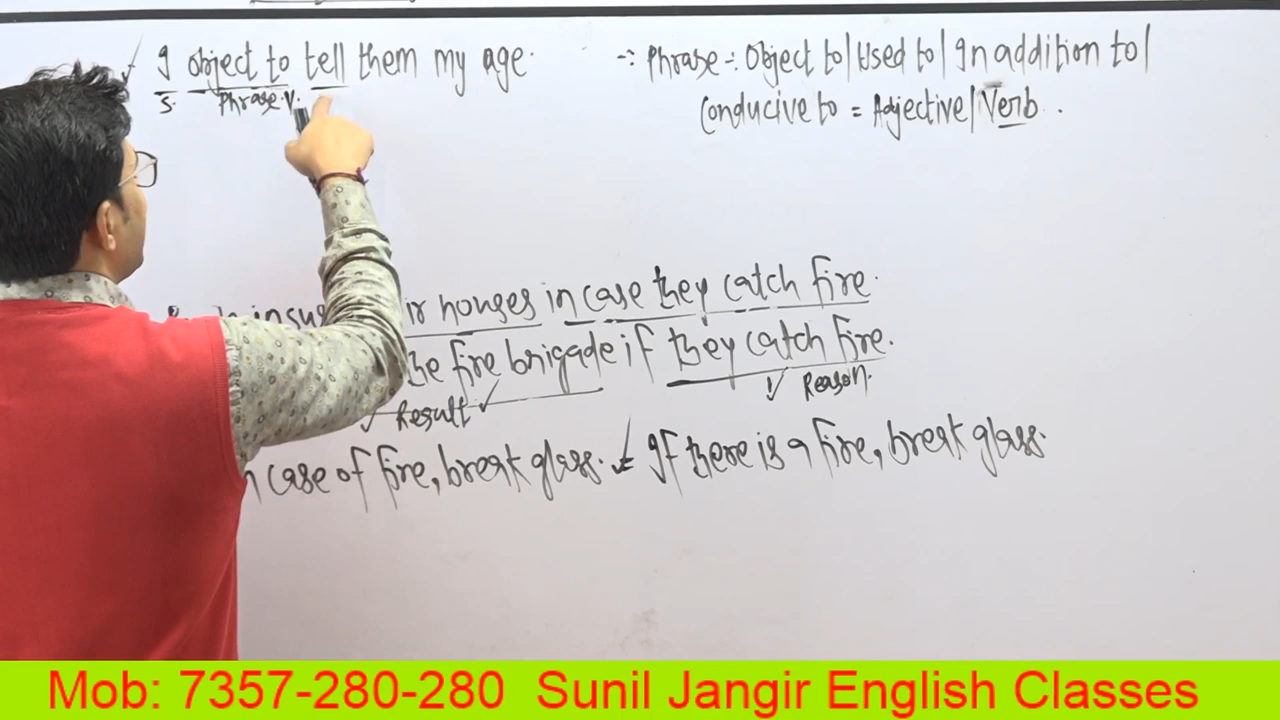 I object to tell them my age.
S. Phrase.V.
∵ Phrase ÷ Object to/Used to/In addition to/
Conducive to = Adjective/Verb.
houses in case they catch fire.
the fire brigade if they catch fire.
✓ Result ✓
✓ Reason.
case of fire, break glass. = If there is a fire, break glass.
Mob: 7357-280-280 Sunil Jangir English Classes